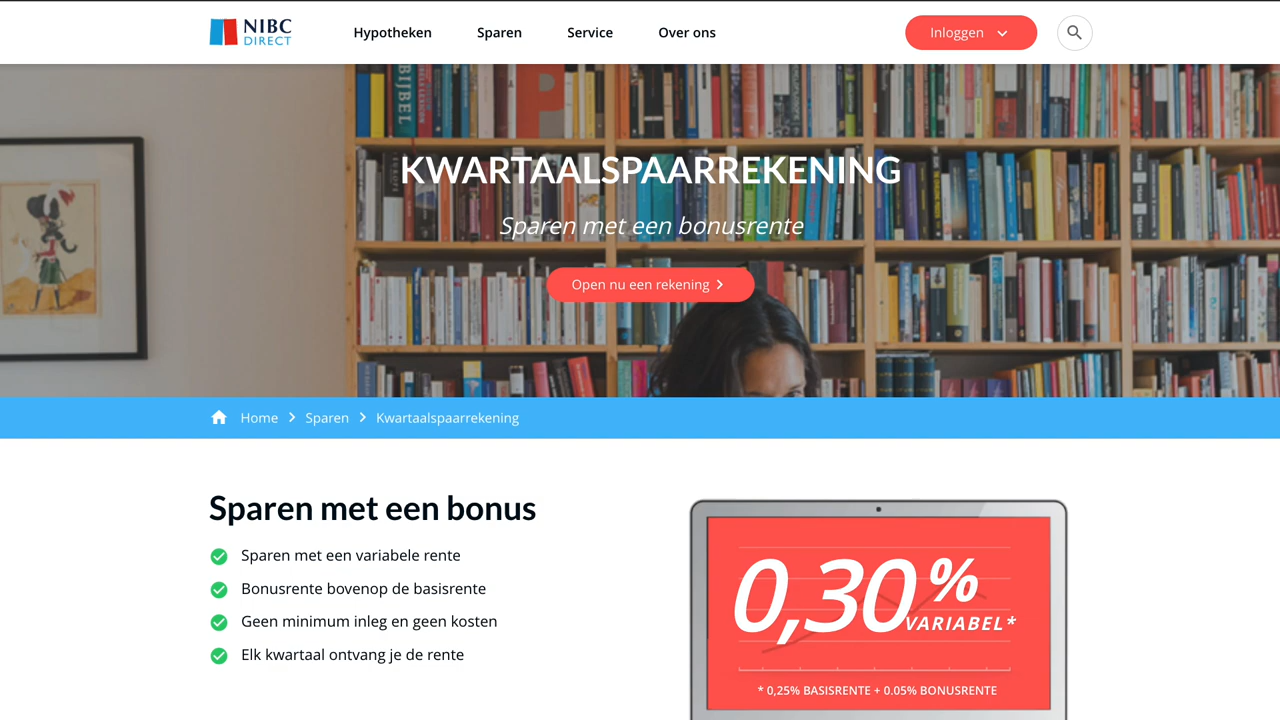 NIBC
DIRECT
Hypotheken
Sparen
Service
Over ons
Inloggen
BIJBEL
KWARTAALSPAARREKENING
Sparen met een bonusrente
Open nu een rekening
Home
Sparen
Kwartaalspaarrekening
Sparen met een bonus
Sparen met een variabele rente
Bonusrente bovenop de basisrente
Geen minimum inleg en geen kosten
Elk kwartaal ontvang je de rente
0,30%
VARIABEL*
* 0,25% BASISRENTE + 0.05% BONUSRENTE